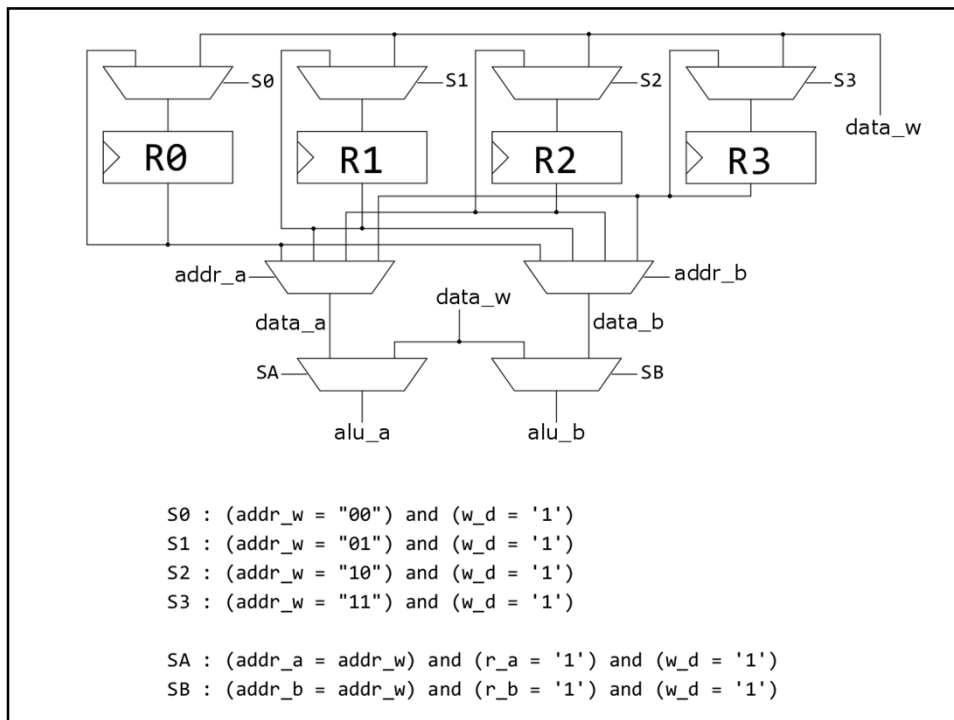 S0 S1 S2 S3
data_w
R0 R1 R2 R3
addr_a addr_b
data_w
data_a data_b
SA SB
alu_a alu_b
S0 : (addr_w = "00") and (w_d = '1')
S1 : (addr_w = "01") and (w_d = '1')
S2 : (addr_w = "10") and (w_d = '1')
S3 : (addr_w = "11") and (w_d = '1')
SA : (addr_a = addr_w) and (r_a = '1') and (w_d = '1')
SB : (addr_b = addr_w) and (r_b = '1') and (w_d = '1')